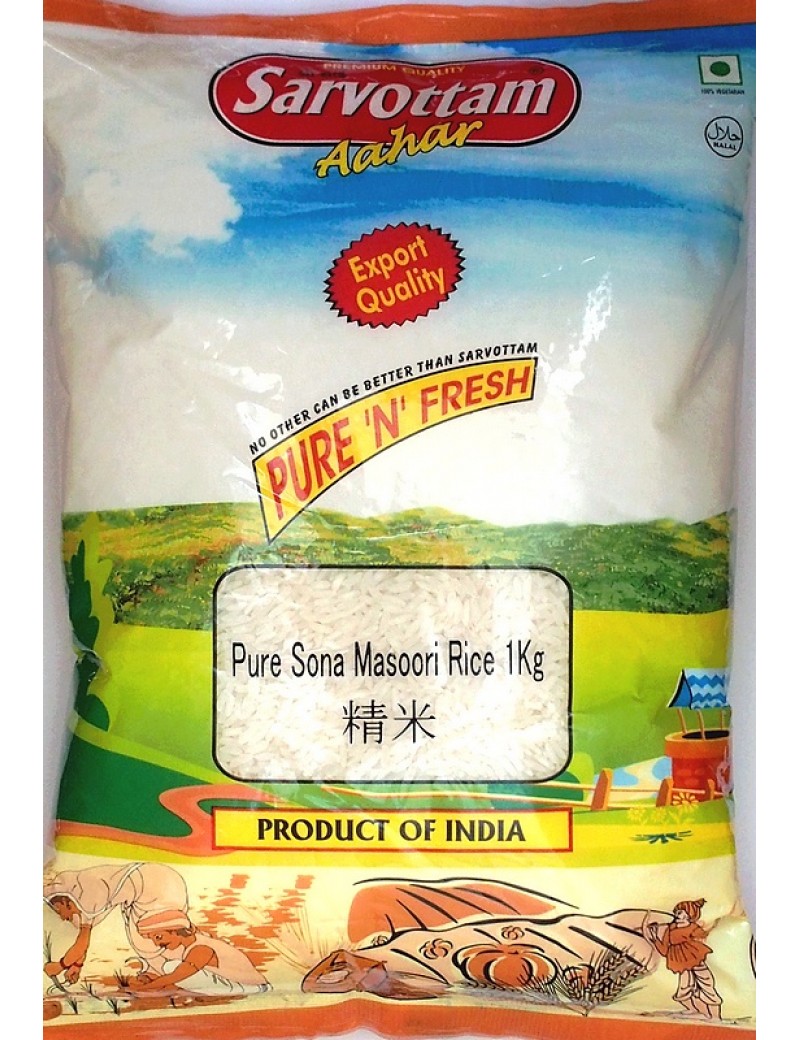 PREMIUM QUALITY
Sarvottam
Aahar
100% VEGETARIAN
حلال
HALAL
Export
Quality
NO OTHER CAN BE BETTER THAN SARVOTTAM
PURE 'N' FRESH
Pure Sona Masoori Rice 1Kg
精米
PRODUCT OF INDIA